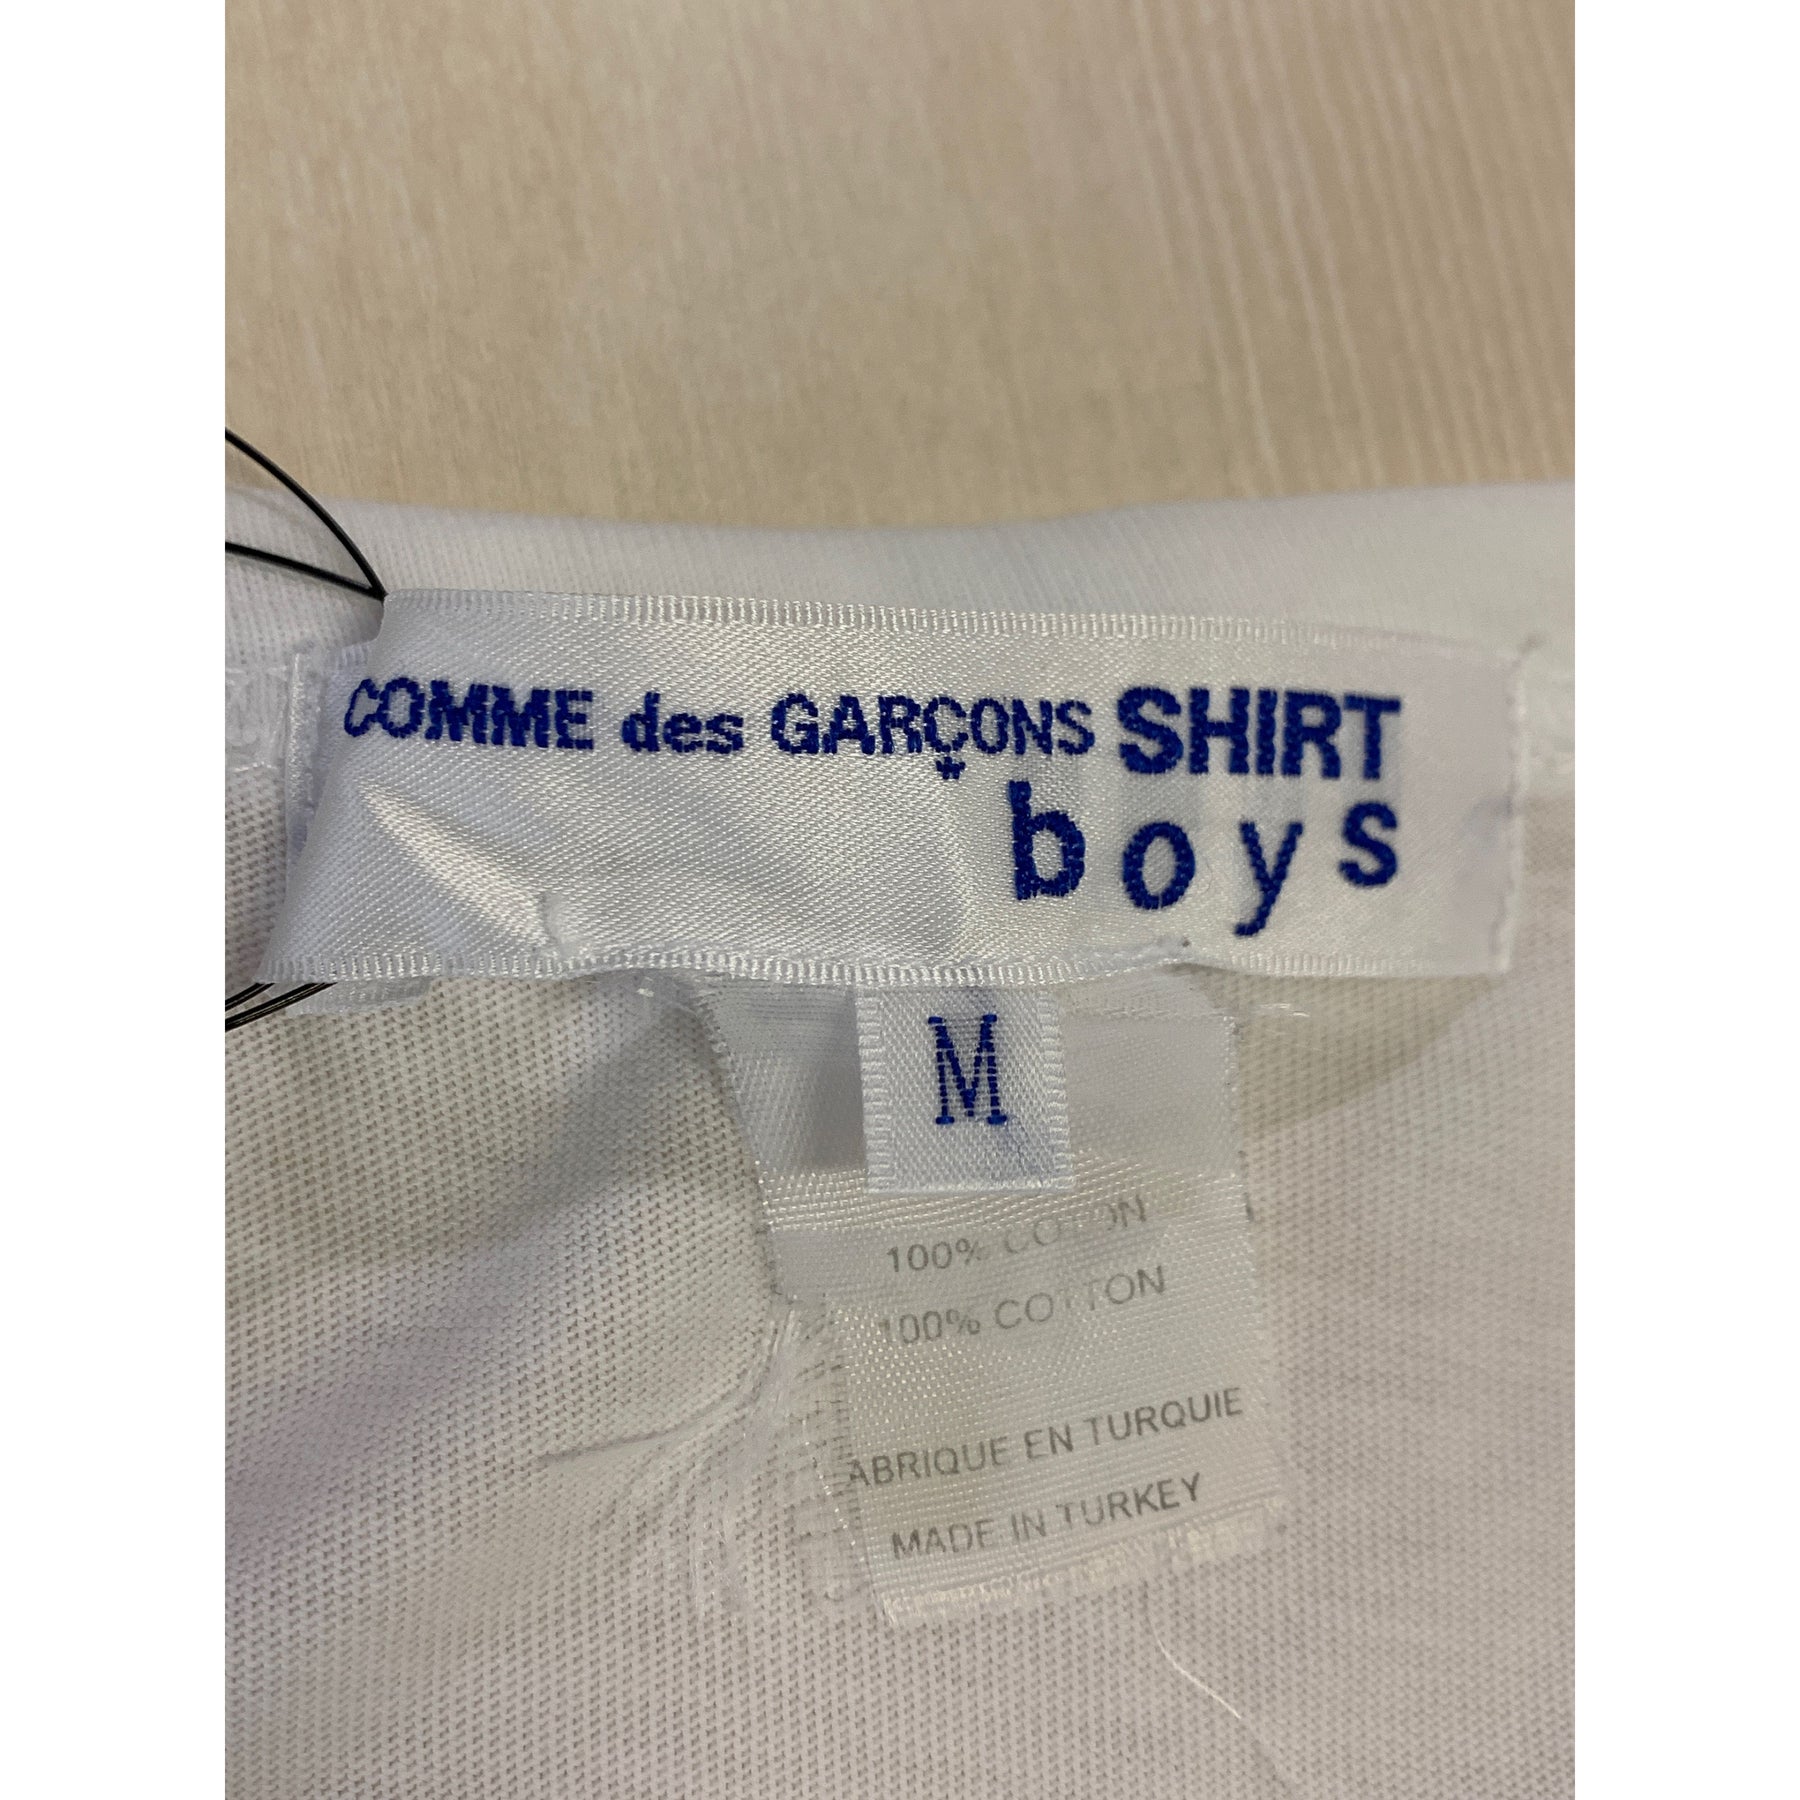 COMME des GARÇONS SHIRT
boys
M
100% COTON
100% COTTON
ABRIQUE EN TURQUIE
MADE IN TURKEY